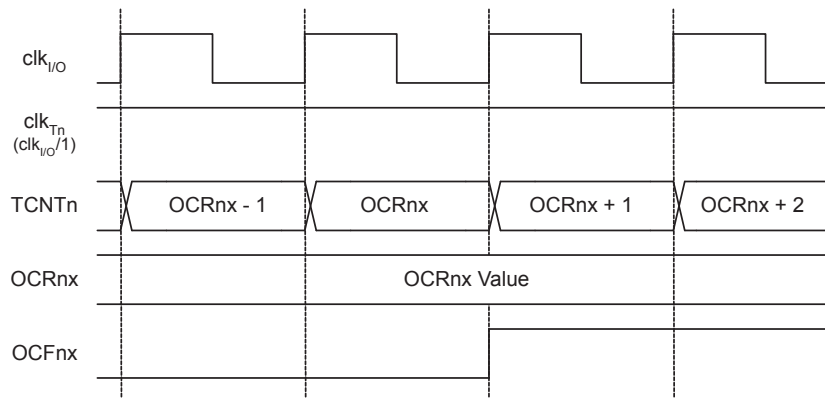 clkI/O
clkTn
(clkI/O/1)
TCNTn OCRnx - 1 OCRnx OCRnx + 1 OCRnx + 2
OCRnx OCRnx Value
OCFnx